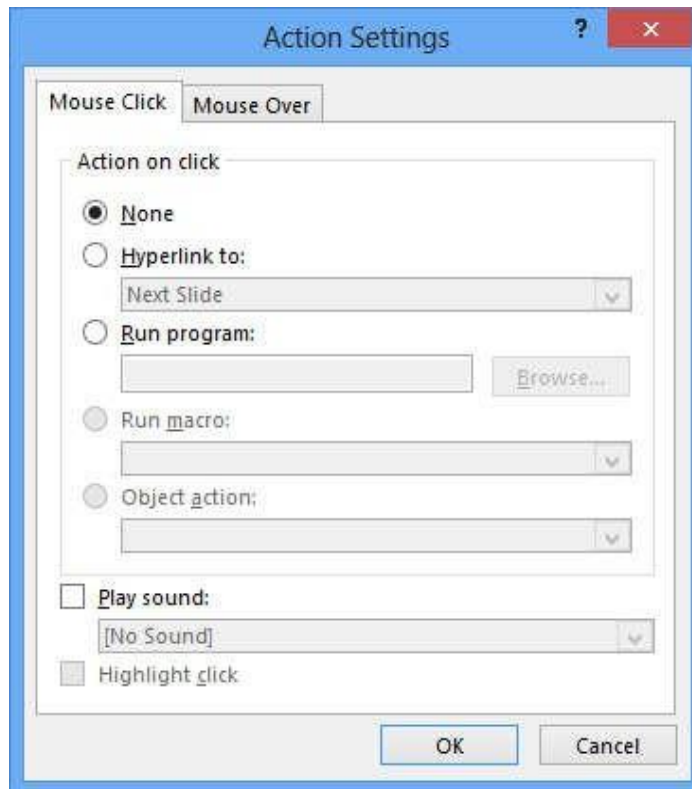 Action Settings
?
Mouse Click
Mouse Over
Action on click
None
Hyperlink to:
Next Slide
Run program:
Browse...
Run macro:
Object action:
Play sound:
[No Sound]
Highlight click
OK
Cancel